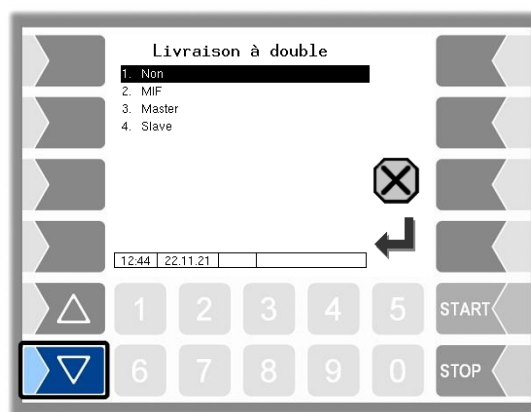 Livraison à double
1. Non
2. MIF
3. Master
4. Slave
12:44 22.11.21
1 2 3 4 5 START
6 7 8 9 0 STOP